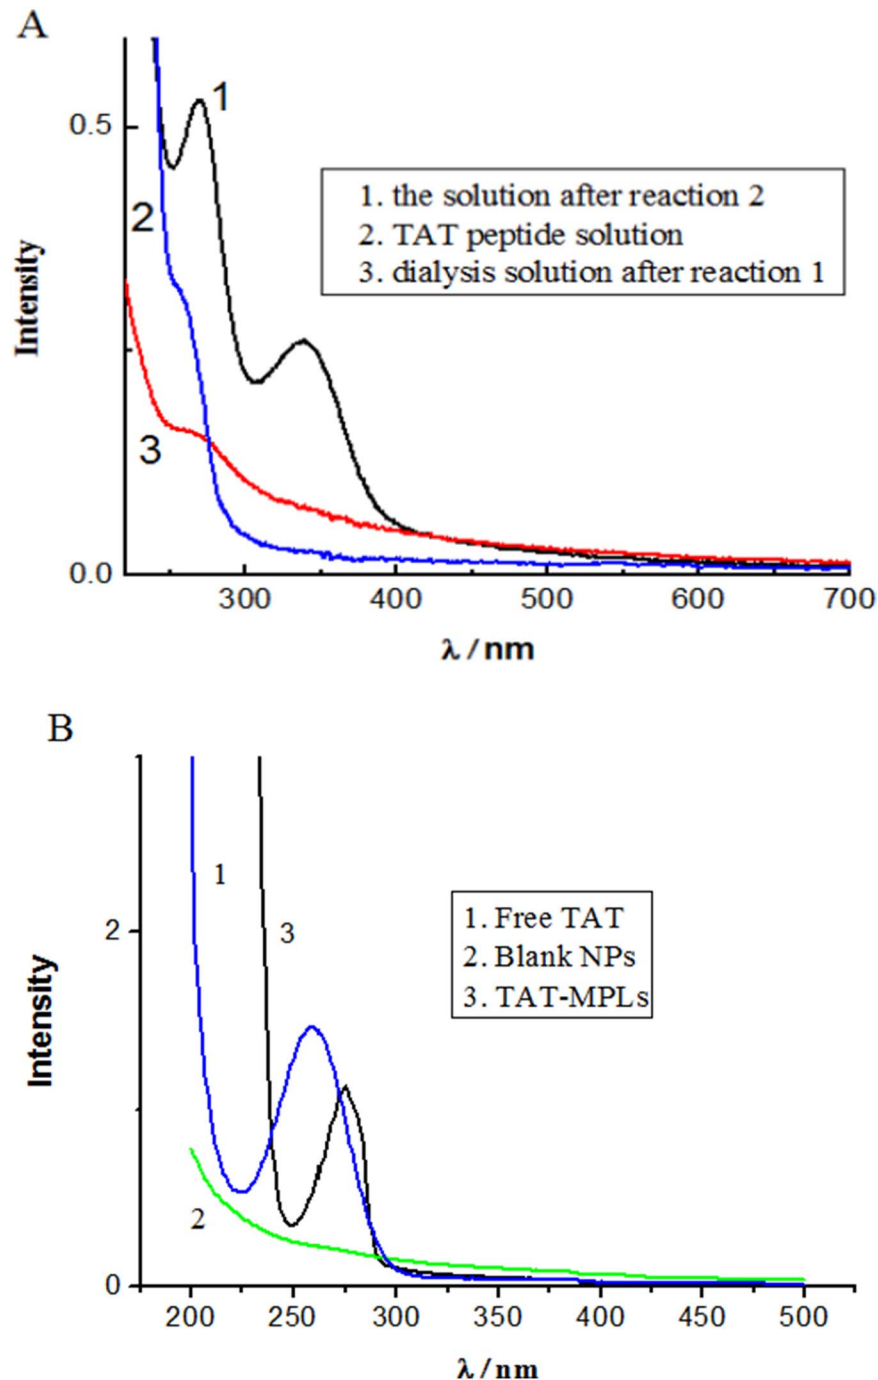 A
1
0.5
2
1. the solution after reaction 2
2. TAT peptide solution
3. dialysis solution after reaction 1
Intensity
3
0.0
300 400 500 600 700
λ / nm
B
1
2
3
1. Free TAT
2. Blank NPs
3. TAT-MPLs
Intensity
2
0
200 250 300 350 400 450 500
λ / nm